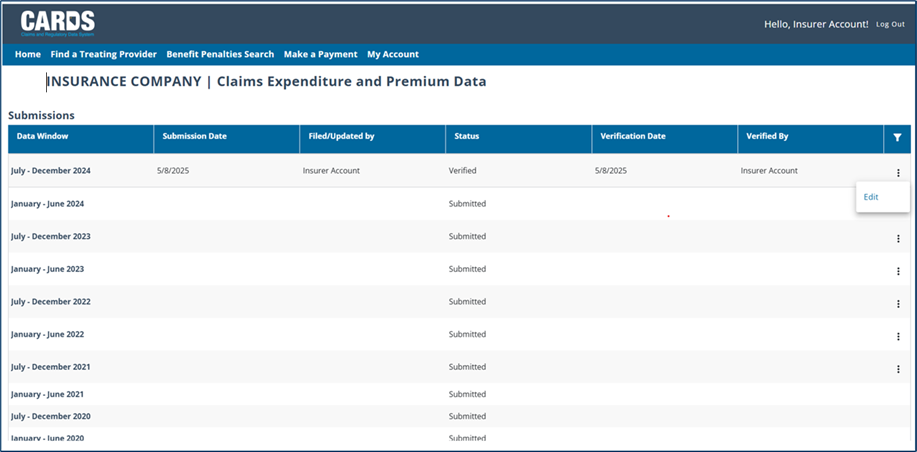 CARDS
Claims and Regulatory Data System
Hello, Insurer Account! Log Out
Home Find a Treating Provider Benefit Penalties Search Make a Payment My Account
INSURANCE COMPANY | Claims Expenditure and Premium Data
Submissions
Data Window Submission Date Filed/Updated by Status Verification Date Verified By
July - December 2024 5/8/2025 Insurer Account Verified 5/8/2025 Insurer Account
Edit
January - June 2024 Submitted
July - December 2023 Submitted
January - June 2023 Submitted
July - December 2022 Submitted
January - June 2022 Submitted
July - December 2021 Submitted
January - June 2021 Submitted
July - December 2020 Submitted
January - June 2020 Submitted